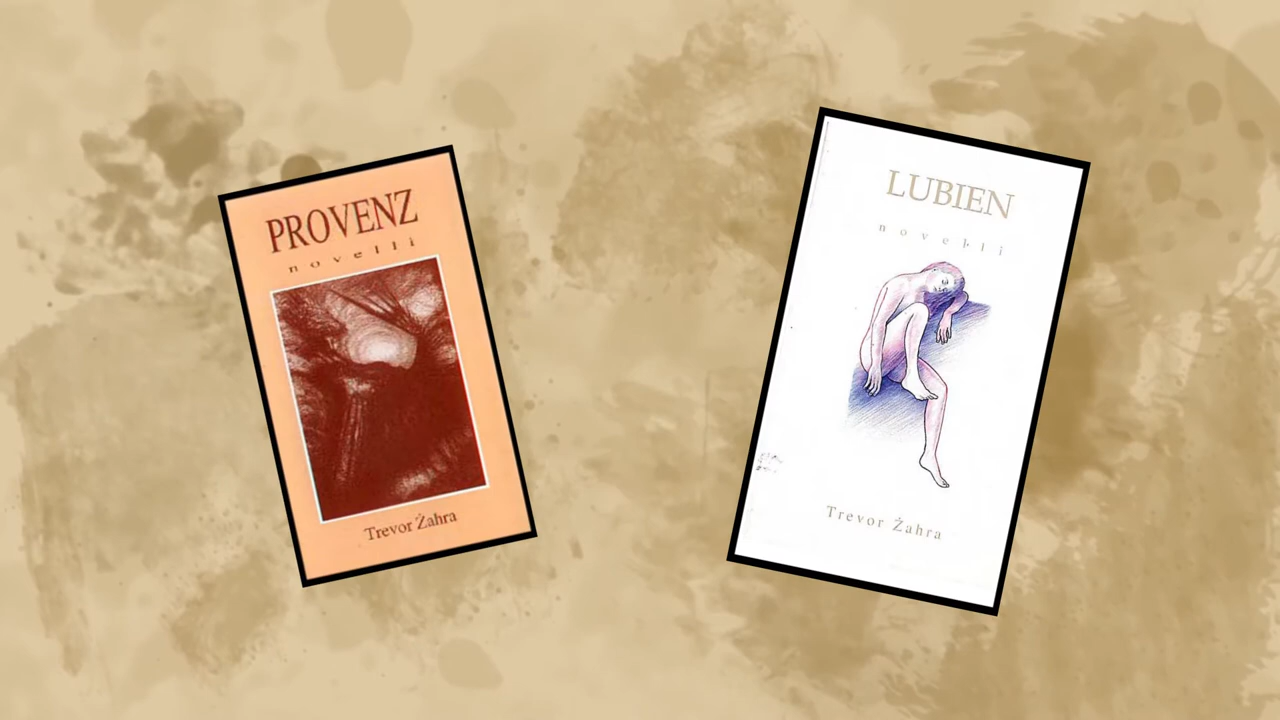 PROVENZ
novelli
Trevor Żahra
LUBIEN
novelli
Trevor Żahra